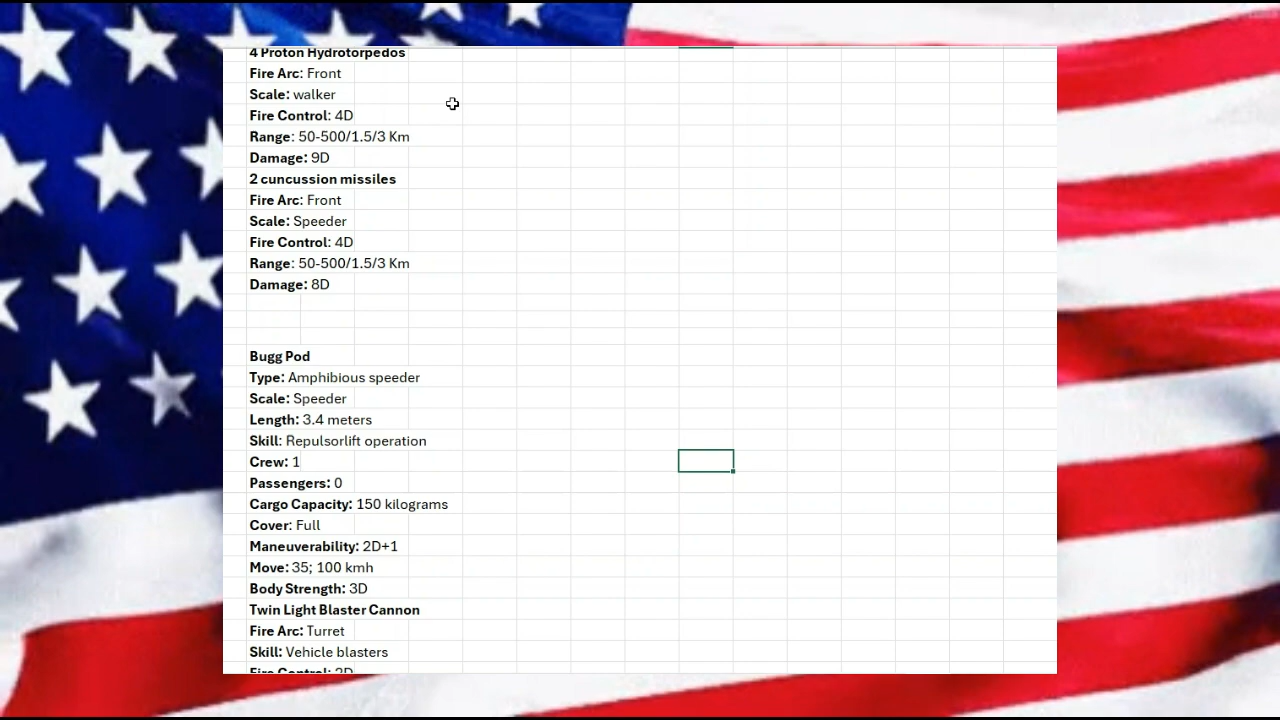 4 Proton Hydrotorpedos
Fire Arc: Front
Scale: walker
Fire Control: 4D
Range: 50-500/1.5/3 Km
Damage: 9D
2 cuncussion missiles
Fire Arc: Front
Scale: Speeder
Fire Control: 4D
Range: 50-500/1.5/3 Km
Damage: 8D
Bugg Pod
Type: Amphibious speeder
Scale: Speeder
Length: 3.4 meters
Skill: Repulsorlift operation
Crew: 1
Passengers: 0
Cargo Capacity: 150 kilograms
Cover: Full
Maneuverability: 2D+1
Move: 35; 100 kmh
Body Strength: 3D
Twin Light Blaster Cannon
Fire Arc: Turret
Skill: Vehicle blasters
Fire Control: 2D